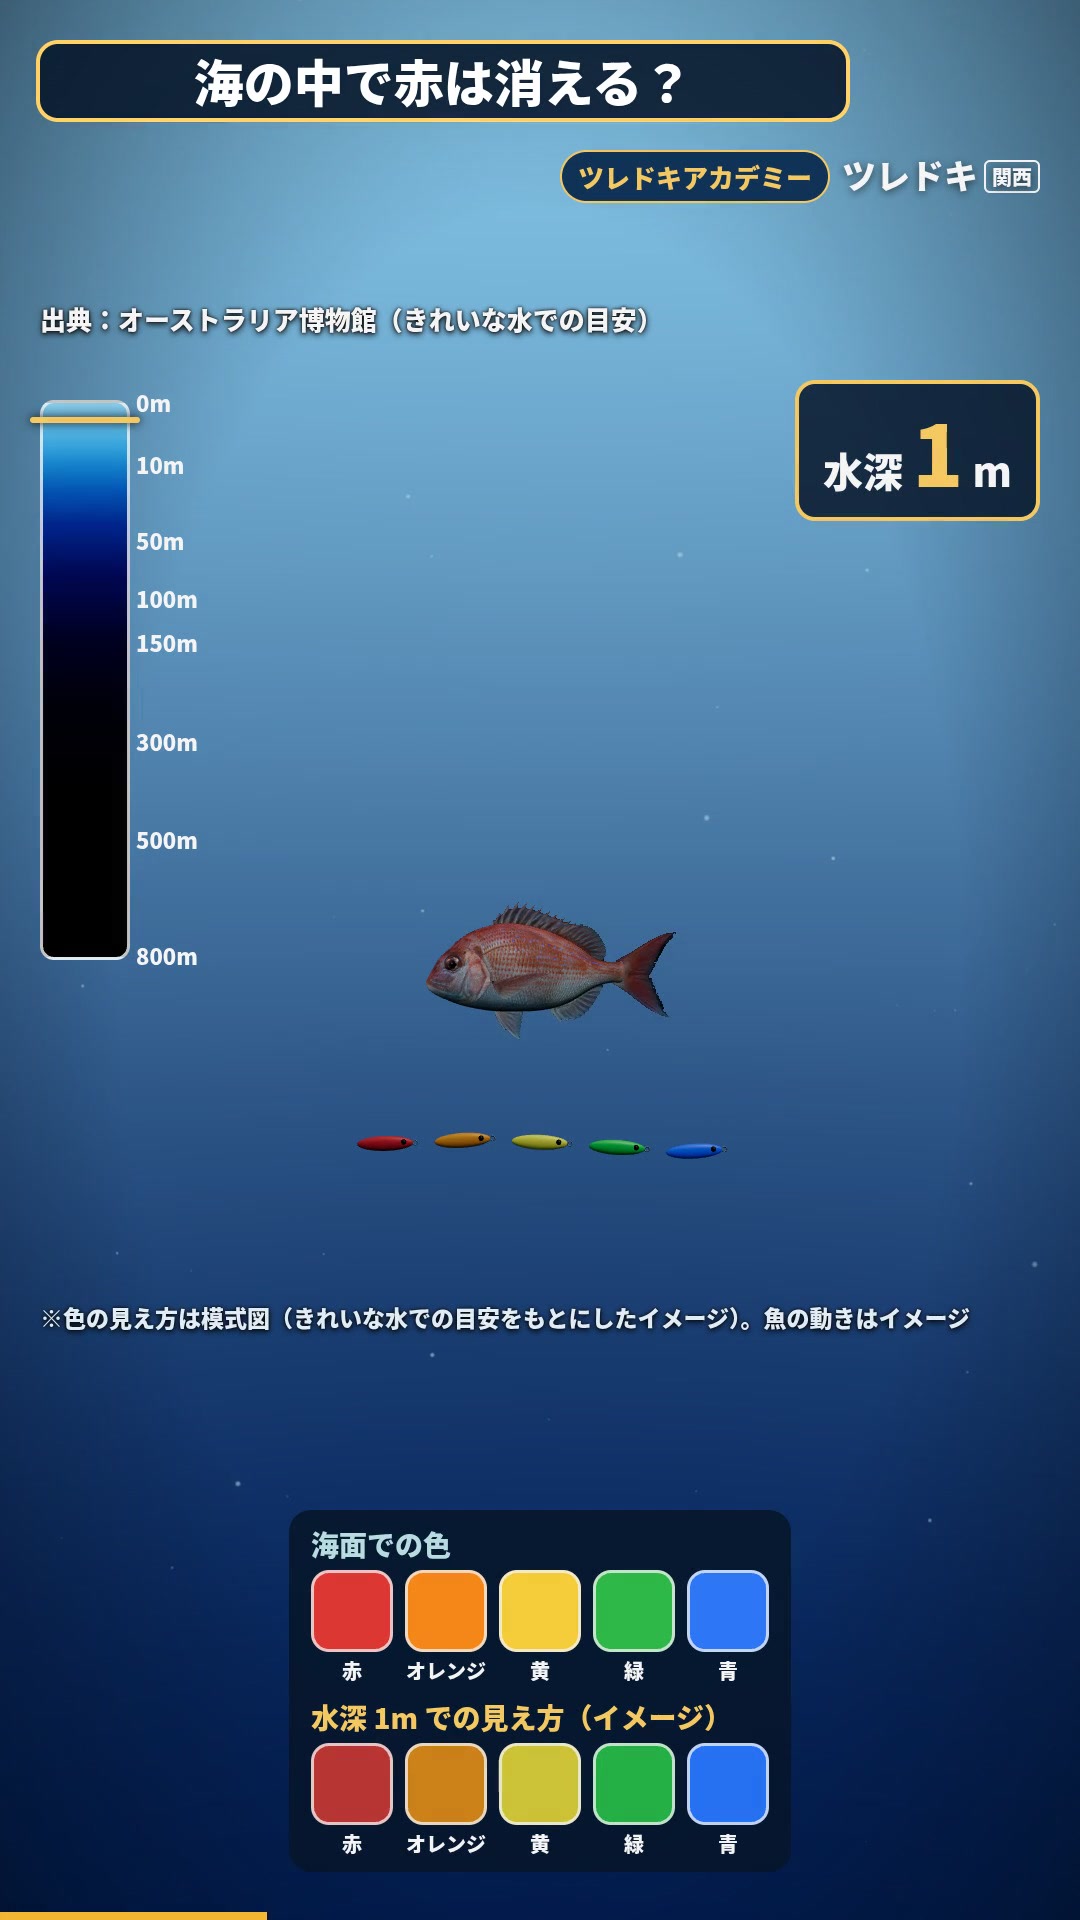 海の中で赤は消える？
ツレドキアカデミー ツレドキ 関西
出典：オーストラリア博物館（きれいな水での目安）
0m
10m
50m
100m
150m
300m
500m
800m
水深 1 m
※色の見え方は模式図（きれいな水での目安をもとにしたイメージ）。魚の動きはイメージ
海面での色
赤 オレンジ 黄 緑 青
水深 1m での見え方（イメージ）
赤 オレンジ 黄 緑 青